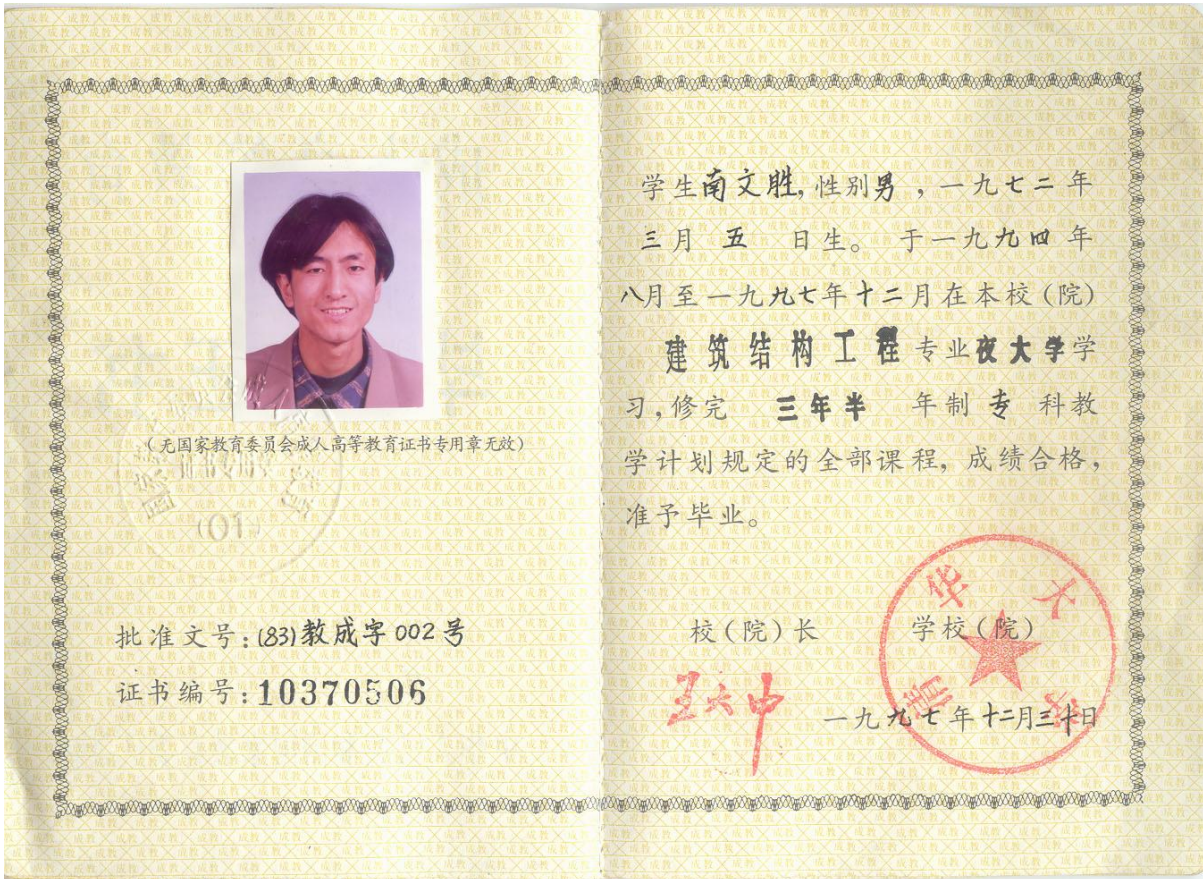 (无国家教育委员会成人高等教育证书专用章无效)
(01)
批准文号:(83)教成字002号
证书编号:10370506
学生南文胜,性别男,一九七二年
三月 五 日生。于一九九四年
八月至一九九七年十二月在本校(院)
建筑结构工程专业夜大学学
习,修完 三年半 年制 专 科教
学计划规定的全部课程,成绩合格,
准予毕业。
校(院)长 学校(院)
王大中
清华大学
一九九七年十二月三十日